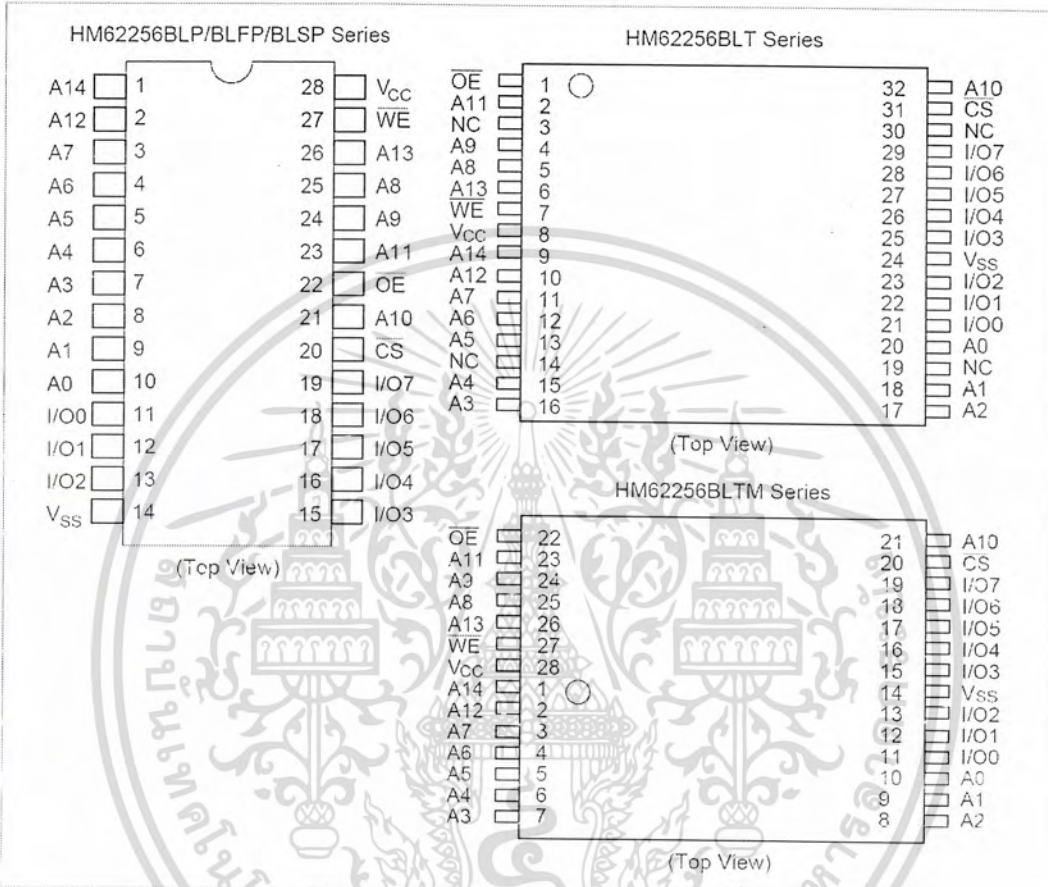 HM62256BLP/BLFP/BLSP Series
A14 1 28 VCC
A12 2 27 WE
A7 3 26 A13
A6 4 25 A8
A5 5 24 A9
A4 6 23 A11
A3 7 22 OE
A2 8 21 A10
A1 9 20 CS
A0 10 19 I/O7
I/O0 11 18 I/O6
I/O1 12 17 I/O5
I/O2 13 16 I/O4
VSS 14 15 I/O3
(Top View)
HM62256BLT Series
OE 1 32 A10
A11 2 31 CS
NC 3 30 NC
A9 4 29 I/O7
A8 5 28 I/O6
A13 6 27 I/O5
WE 7 26 I/O4
VCC 8 25 I/O3
A14 9 24 VSS
A12 10 23 I/O2
A7 11 22 I/O1
A6 12 21 I/O0
A5 13 20 A0
NC 14 19 NC
A4 15 18 A1
A3 16 17 A2
(Top View)
HM62256BLTM Series
OE 22 21 A10
A11 23 20 CS
A9 24 19 I/O7
A8 25 18 I/O6
A13 26 17 I/O5
WE 27 16 I/O4
VCC 28 15 I/O3
A14 1 14 VSS
A12 2 13 I/O2
A7 3 12 I/O1
A6 4 11 I/O0
A5 5 10 A0
A4 6 9 A1
A3 7 8 A2
(Top View)